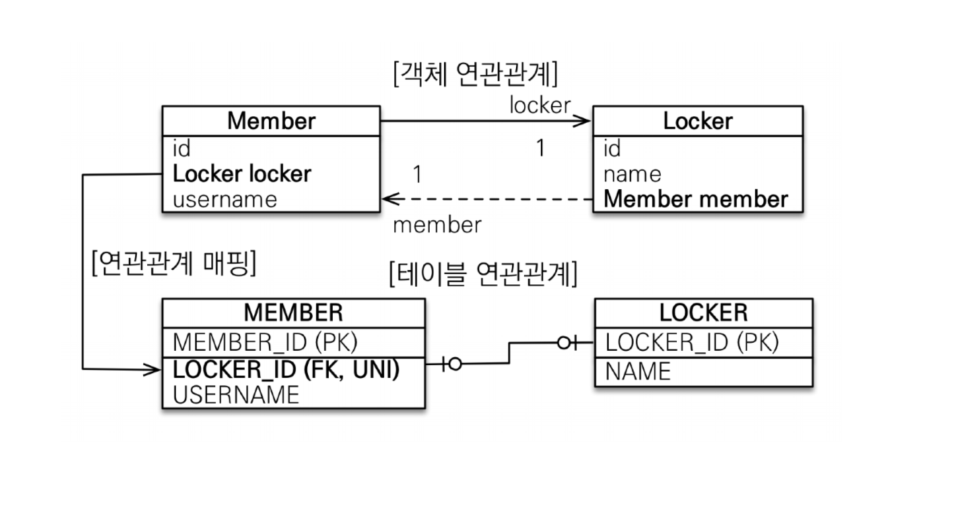 [객체 연관관계]
locker
Member
Locker
id
Locker locker
username
1
1
id
name
Member member
member
[연관관계 매핑]
[테이블 연관관계]
MEMBER
MEMBER_ID (PK)
LOCKER_ID (FK, UNI)
USERNAME
LOCKER
LOCKER_ID (PK)
NAME